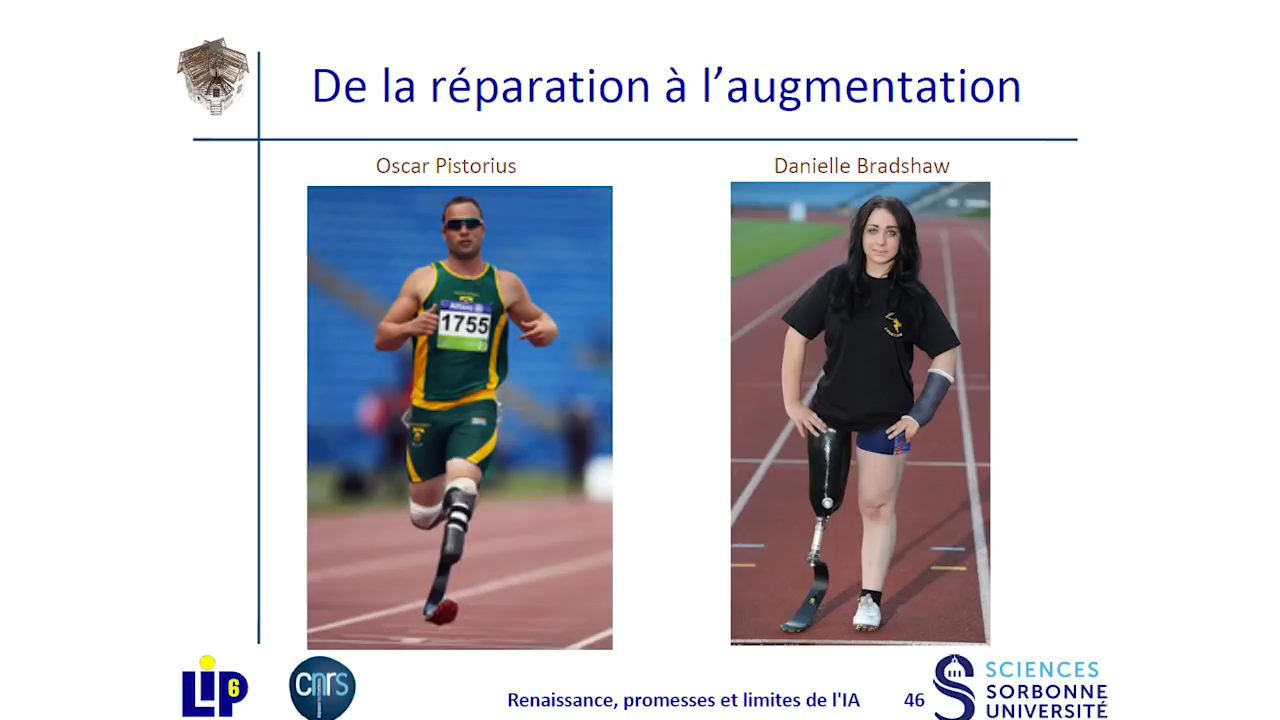 De la réparation à l’augmentation
Oscar Pistorius
Danielle Bradshaw
Allianz
1755
LIP6
cnrs
Renaissance, promesses et limites de l'IA
46
SCIENCES
SORBONNE
UNIVERSITÉ